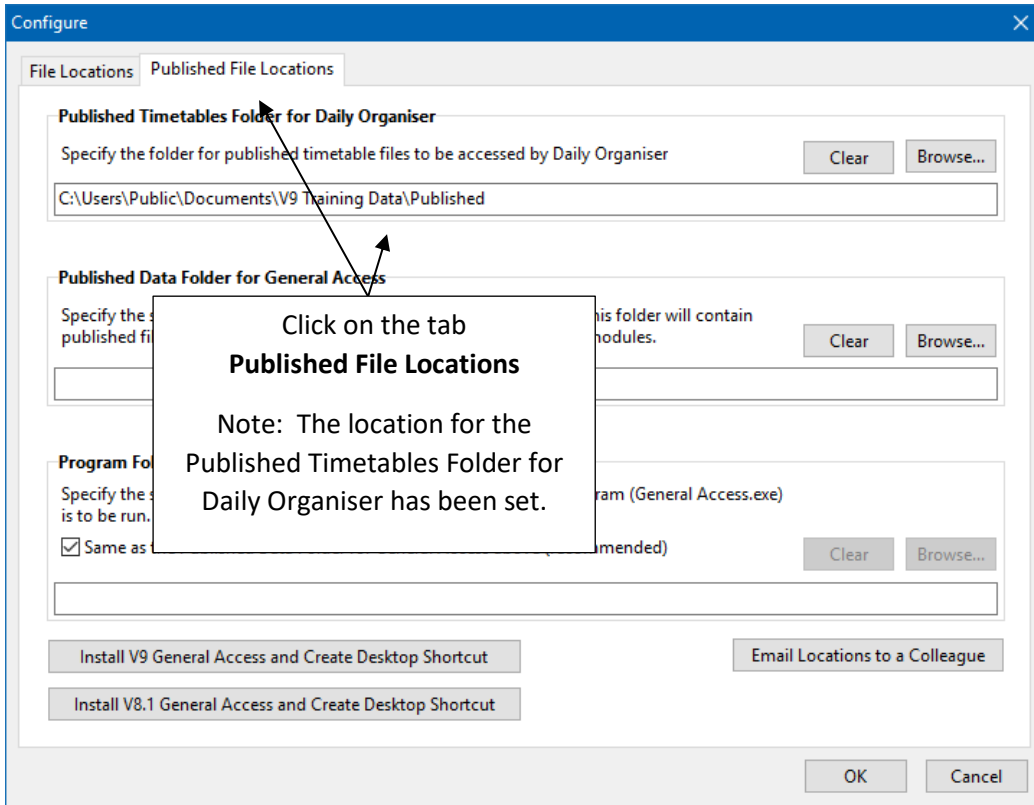 Configure
File Locations Published File Locations
Published Timetables Folder for Daily Organiser
Specify the folder for published timetable files to be accessed by Daily Organiser
Clear Browse...
C:\Users\Public\Documents\V9 Training Data\Published
Published Data Folder for General Access
Specify the his folder will contain
published nodules.
Clear Browse...
Click on the tab
Published File Locations
Note: The location for the
Published Timetables Folder for
Daily Organiser has been set.
Program
Specify the ram (General Access.exe)
is to be run.
Same as mended)
Clear Browse...
Install V9 General Access and Create Desktop Shortcut
Email Locations to a Colleague
Install V8.1 General Access and Create Desktop Shortcut
OK Cancel